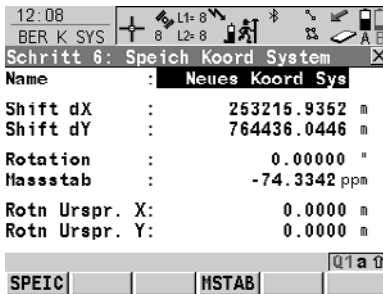 12:08
BER K SYS
L1= 8
8 L2= 8
A B
Schritt 6: Speich Koord System X
Name : Neues Koord Sys
Shift dX : 253215.9352 m
Shift dY : 764436.0446 m
Rotation : 0.00000 "
Massstab : -74.3342 ppm
Rotn Urspr. X: 0.0000 m
Rotn Urspr. Y: 0.0000 m
Q1 a ⇧
SPEIC MSTAB